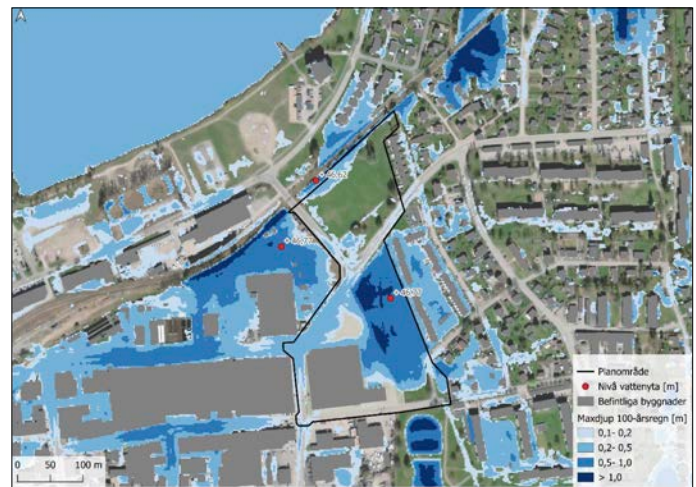 Planområde
Nivå vattenyta [m]
Befintliga byggnader
Maxdjup 100-årsregn [m]
0,1- 0,2
0,2- 0,5
0,5- 1,0
> 1,0
0 50 100 m